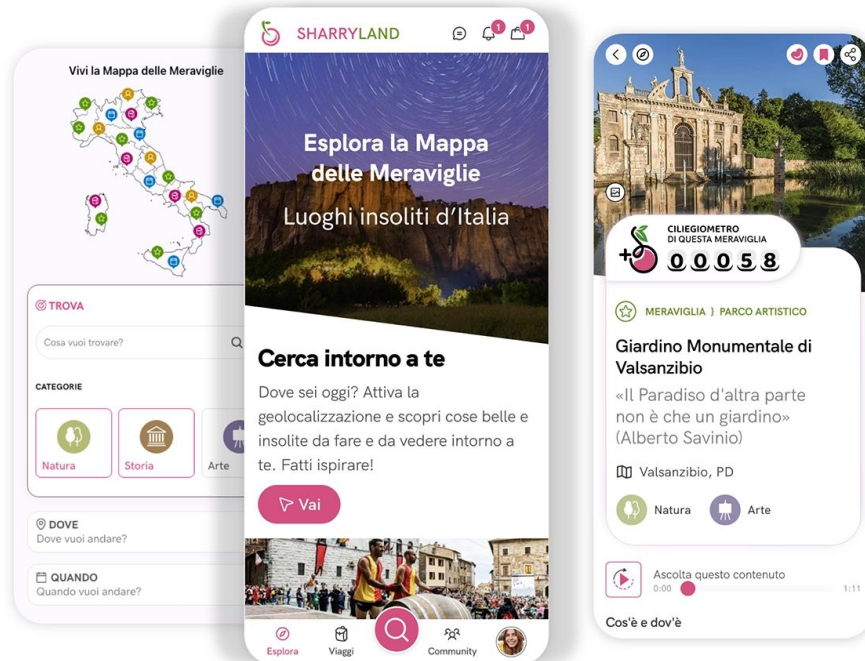 Vivi la Mappa delle Meraviglie
TROVA
Cosa vuoi trovare?
CATEGORIE
Natura
Storia
Arte
DOVE
Dove vuoi andare?
QUANDO
Quando vuoi andare?
SHARRYLAND
1
1
Esplora la Mappa
delle Meraviglie
Luoghi insoliti d'Italia
Cerca intorno a te
Dove sei oggi? Attiva la
geolocalizzazione e scopri cose belle e
insolite da fare e da vedere intorno a
te. Fatti ispirare!
Vai
Esplora
Viaggi
Community
CILIEGIOMETRO
DI QUESTA MERAVIGLIA
+
00058
MERAVIGLIA ⟩ PARCO ARTISTICO
Giardino Monumentale di
Valsanzibio
«Il Paradiso d'altra parte
non è che un giardino»
(Alberto Savinio)
Valsanzibio, PD
Natura
Arte
Ascolta questo contenuto
0:00
1:11
Cos'è e dov'è